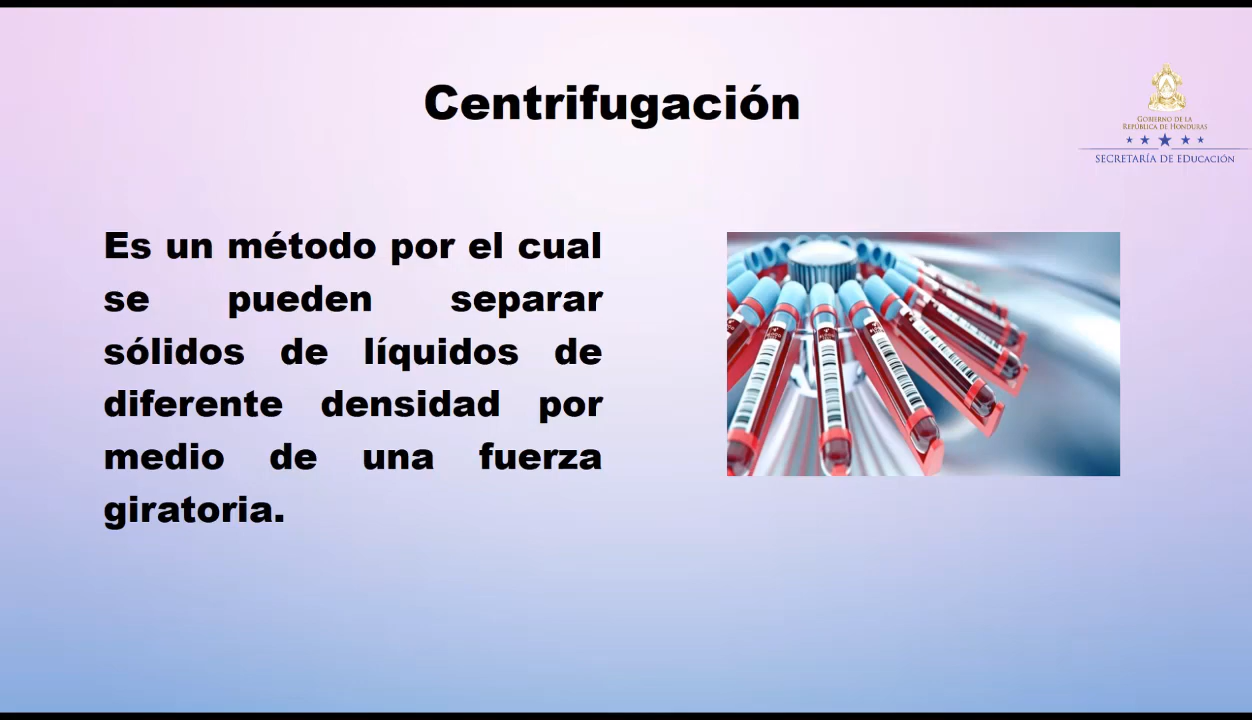 Centrifugación
GOBIERNO DE LA
REPÚBLICA DE HONDURAS
SECRETARÍA DE EDUCACIÓN
Es un método por el cual
se pueden separar
sólidos de líquidos de
diferente densidad por
medio de una fuerza
giratoria.